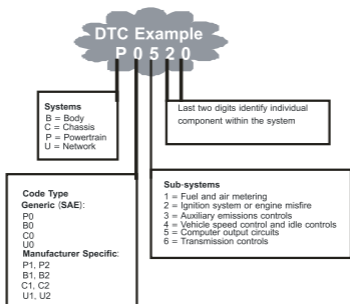 DTC Example
P 0 5 2 0
Systems
B = Body
C = Chassis
P = Powertrain
U = Network
Last two digits identify individual
component within the system
Code Type
Generic (SAE):
P0
B0
C0
U0
Manufacturer Specific:
P1, P2
B1, B2
C1, C2
U1, U2
Sub-systems
1 = Fuel and air metering
2 = Ignition system or engine misfire
3 = Auxiliary emissions controls
4 = Vehicle speed control and idle controls
5 = Computer output circuits
6 = Transmission controls